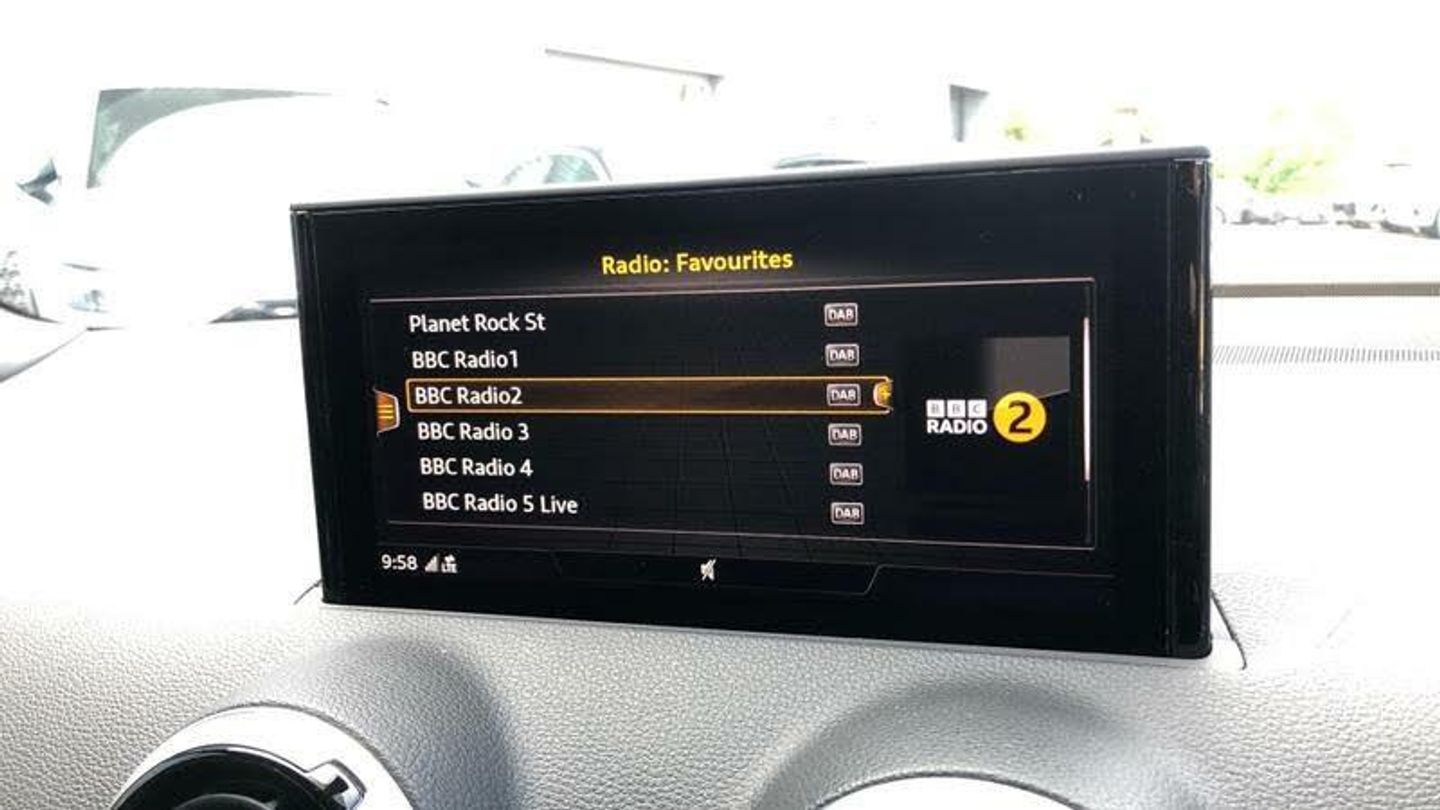 Radio: Favourites
Planet Rock St DAB
BBC Radio1 DAB
BBC Radio2 DAB
BBC Radio 3 DAB
BBC Radio 4 DAB
BBC Radio 5 Live DAB
BBC
RADIO 2
9:58 LTE